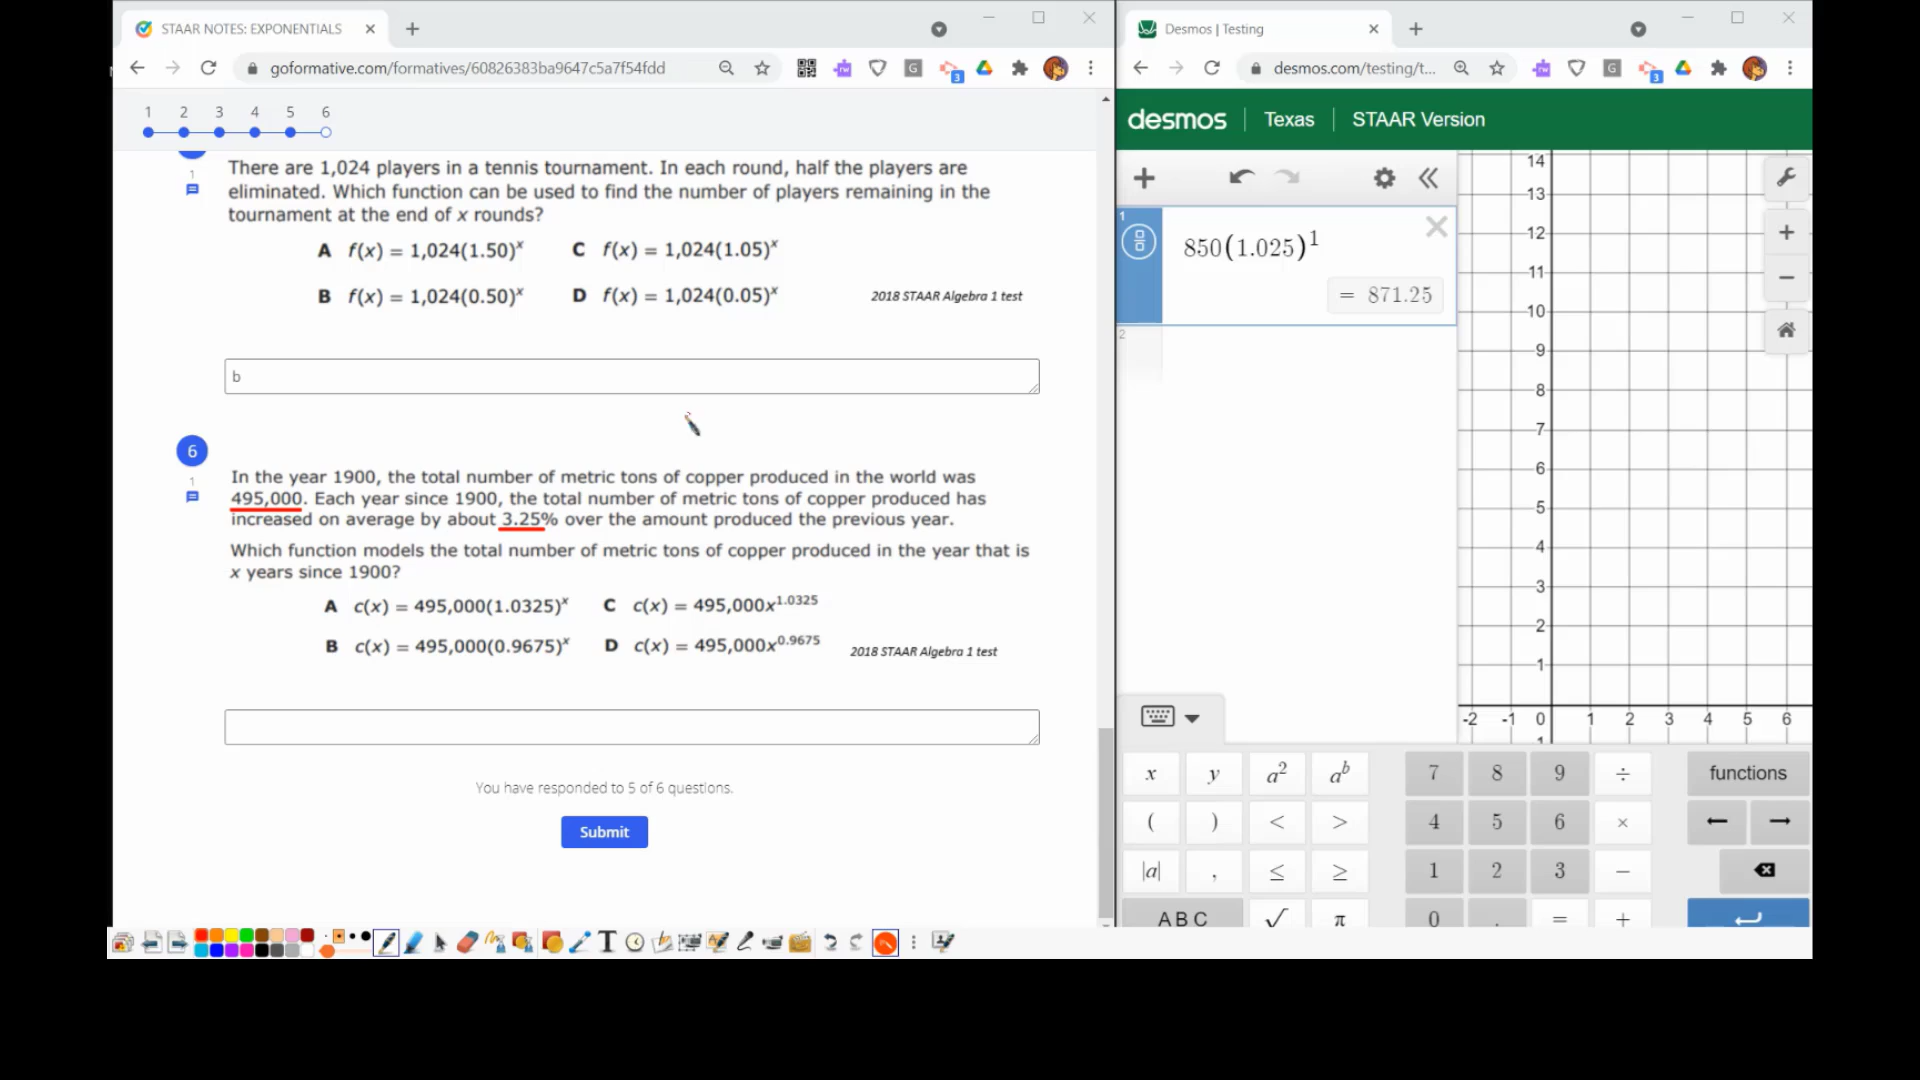 STAAR NOTES: EXPONENTIALS
Desmos | Testing
goformative.com/formatives/60826383ba9647c5a7f54fdd
desmos.com/testing/t...
3
3
1 2 3 4 5 6
desmos | Texas | STAAR Version
1
There are 1,024 players in a tennis tournament. In each round, half the players are
eliminated. Which function can be used to find the number of players remaining in the
tournament at the end of x rounds?
A f(x) = 1,024(1.50)^x C f(x) = 1,024(1.05)^x
B f(x) = 1,024(0.50)^x D f(x) = 1,024(0.05)^x
2018 STAAR Algebra 1 test
b
6
1
In the year 1900, the total number of metric tons of copper produced in the world was
495,000. Each year since 1900, the total number of metric tons of copper produced has
increased on average by about 3.25% over the amount produced the previous year.
Which function models the total number of metric tons of copper produced in the year that is
x years since 1900?
A c(x) = 495,000(1.0325)^x C c(x) = 495,000x^1.0325
B c(x) = 495,000(0.9675)^x D c(x) = 495,000x^0.9675
2018 STAAR Algebra 1 test
You have responded to 5 of 6 questions.
Submit
1
850(1.025)^1
= 871.25
2
14
13
12
11
10
9
8
7
6
5
4
3
2
1
-2 -1 0 1 2 3 4 5 6
x y a^2 a^b 7 8 9 ÷ functions
( ) < > 4 5 6 × ← →
|a| , ≤ ≥ 1 2 3 −
A B C √ π 0 . = +
T